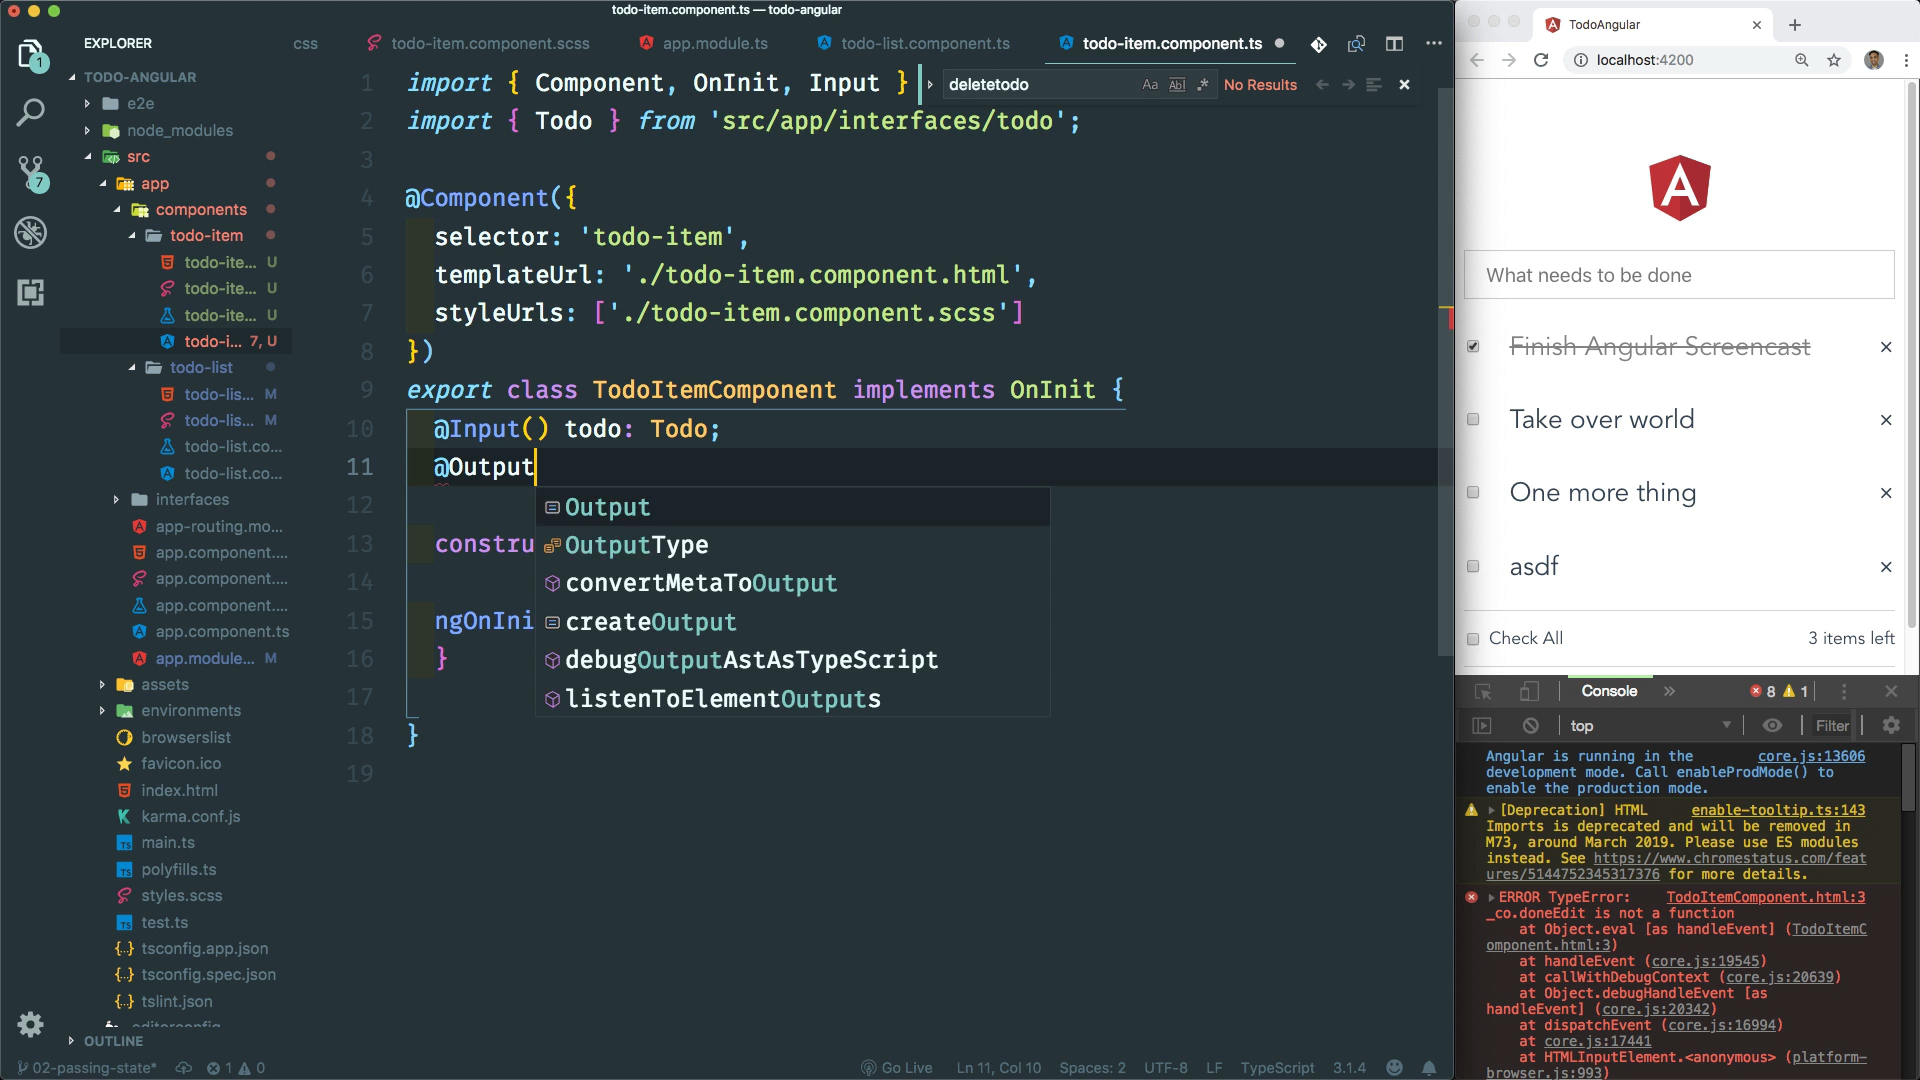 todo-item.component.ts — todo-angular
EXPLORER
css
todo-item.component.scss
app.module.ts
todo-list.component.ts
todo-item.component.ts
TODO-ANGULAR
e2e
node_modules
src
app
components
todo-item
todo-ite... U
todo-ite... U
todo-ite... U
todo-i... 7, U
todo-list
todo-lis... M
todo-lis... M
todo-list.co...
todo-list.co...
interfaces
app-routing.mo...
app.component....
app.component....
app.component....
app.component.ts
app.module... M
assets
environments
browserslist
favicon.ico
index.html
karma.conf.js
main.ts
polyfills.ts
styles.scss
test.ts
tsconfig.app.json
tsconfig.spec.json
tslint.json
OUTLINE
1
7
1 import { Component, OnInit, Input }
2 import { Todo } from 'src/app/interfaces/todo';
3
4 @Component({
5 selector: 'todo-item',
6 templateUrl: './todo-item.component.html',
7 styleUrls: ['./todo-item.component.scss']
8 })
9 export class TodoItemComponent implements OnInit {
10 @Input() todo: Todo;
11 @Output
12
13 constru
14
15 ngOnIni
16 }
17
18 }
19
deletetodo Aa Abl .* No Results
Output
OutputType
convertMetaToOutput
createOutput
debugOutputAstAsTypeScript
listenToElementOutputs
02-passing-state* 1 0 Go Live Ln 11, Col 10 Spaces: 2 UTF-8 LF TypeScript 3.1.4
TodoAngular
localhost:4200
A
What needs to be done
Finish Angular Screencast
Take over world
One more thing
asdf
Check All 3 items left
Console » 8 1
top Filter
Angular is running in the core.js:13606
development mode. Call enableProdMode() to
enable the production mode.
[Deprecation] HTML enable-tooltip.ts:143
Imports is deprecated and will be removed in
M73, around March 2019. Please use ES modules
instead. See https://www.chromestatus.com/feat
ures/5144752345317376 for more details.
ERROR TypeError: TodoItemComponent.html:3
_co.doneEdit is not a function
at Object.eval [as handleEvent] (TodoItemC
omponent.html:3)
at handleEvent (core.js:19545)
at callWithDebugContext (core.js:20639)
at Object.debugHandleEvent [as
handleEvent] (core.js:20342)
at dispatchEvent (core.js:16994)
at core.js:17441
at HTMLInputElement.<anonymous> (platform-
browser.js:993)